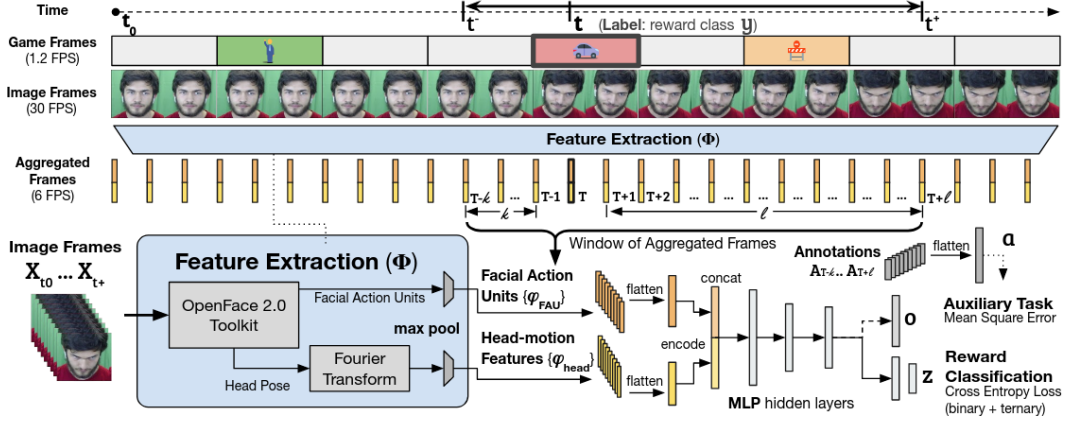 Time
t0
t-
t
(Label: reward class y)
t+
Game Frames
(1.2 FPS)
Image Frames
(30 FPS)
Feature Extraction (Φ)
Aggregated
Frames
(6 FPS)
T-k ... T-1 T T+1 T+2 ... ... ... ... ... ... ... T+ℓ
k
ℓ
Window of Aggregated Frames
Image Frames
Xt0 ... Xt+
Feature Extraction (Φ)
OpenFace 2.0
Toolkit
Facial Action Units
max pool
Head Pose
Fourier
Transform
Facial Action
Units {φFAU}
Head-motion
Features {φhead}
flatten
flatten
encode
concat
MLP hidden layers
Annotations
AT-k.. AT+ℓ
flatten
a
Auxiliary Task
Mean Square Error
o
z
Reward
Classification
Cross Entropy Loss
(binary + ternary)